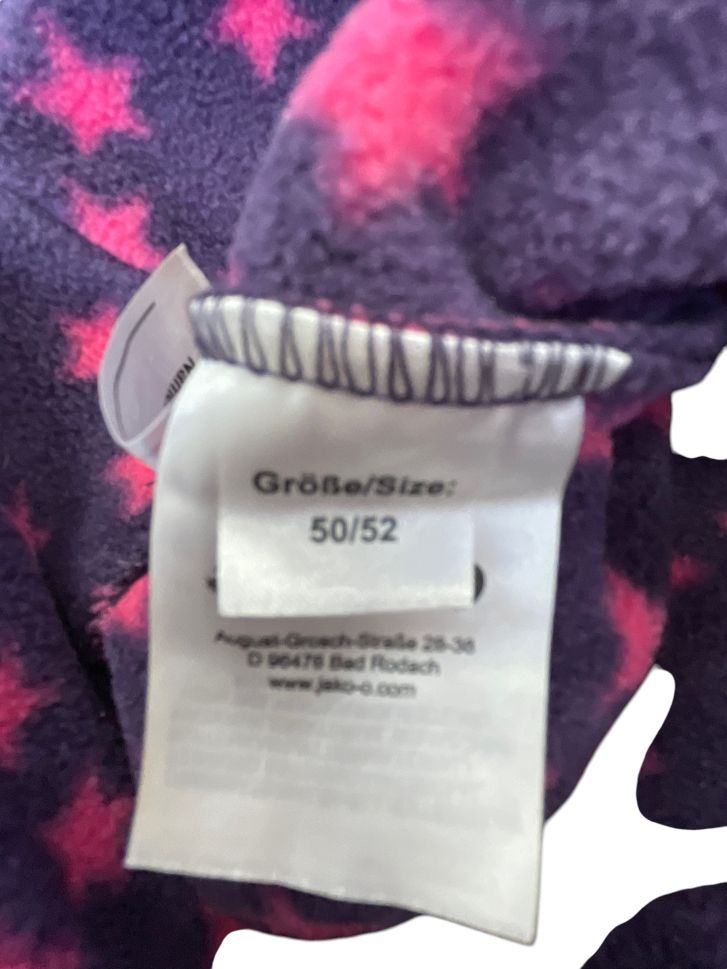 Größe/Size:
50/52
August-Grosch-Straße 28-38
D 96476 Bad Rodach
www.jako-o.com